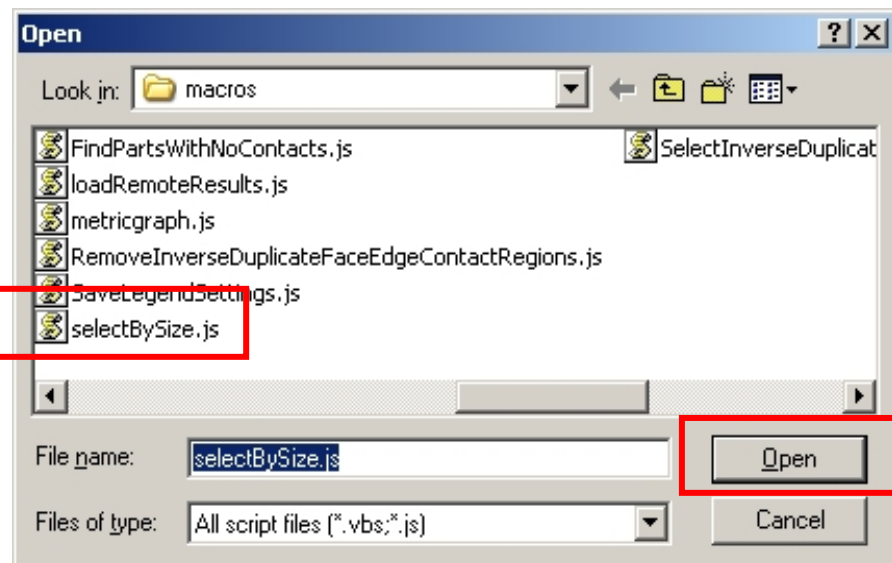 Open
Look in: macros
FindPartsWithNoContacts.js
loadRemoteResults.js
metricgraph.js
RemoveInverseDuplicateFaceEdgeContactRegions.js
SaveLegendSettings.js
selectBySize.js
SelectInverseDuplicat
File name: selectBySize.js
Open
Files of type: All script files (*.vbs;*.js)
Cancel